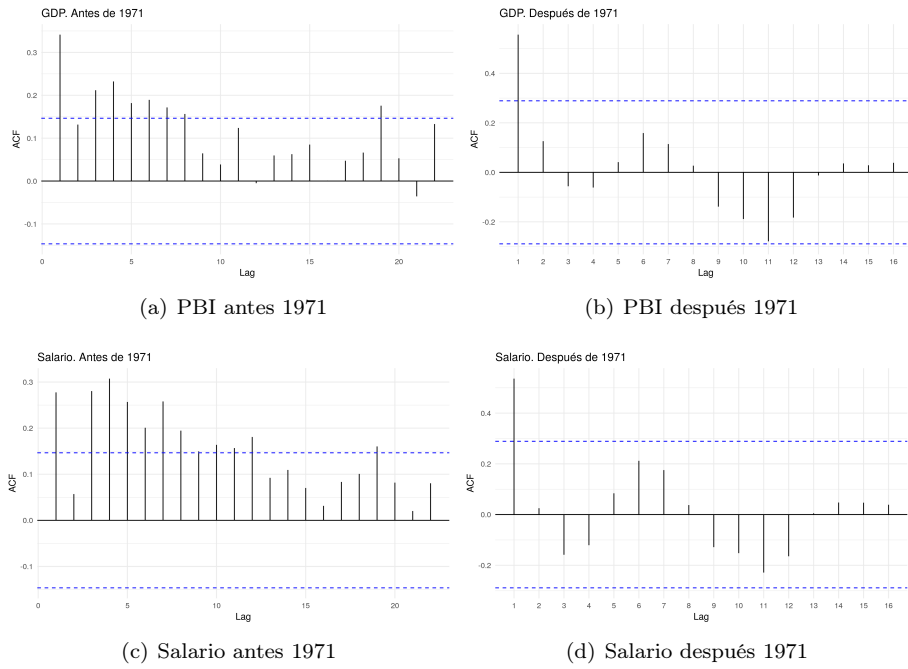 GDP. Antes de 1971
ACF
0.3
0.2
0.1
0.0
-0.1
0 5 10 15 20
Lag
(a) PBI antes 1971
GDP. Después de 1971
ACF
0.4
0.2
0.0
-0.2
1 2 3 4 5 6 7 8 9 10 11 12 13 14 15 16
Lag
(b) PBI después 1971
Salario. Antes de 1971
ACF
0.3
0.2
0.1
0.0
-0.1
0 5 10 15 20
Lag
(c) Salario antes 1971
Salario. Después de 1971
ACF
0.4
0.2
0.0
-0.2
1 2 3 4 5 6 7 8 9 10 11 12 13 14 15 16
Lag
(d) Salario después 1971